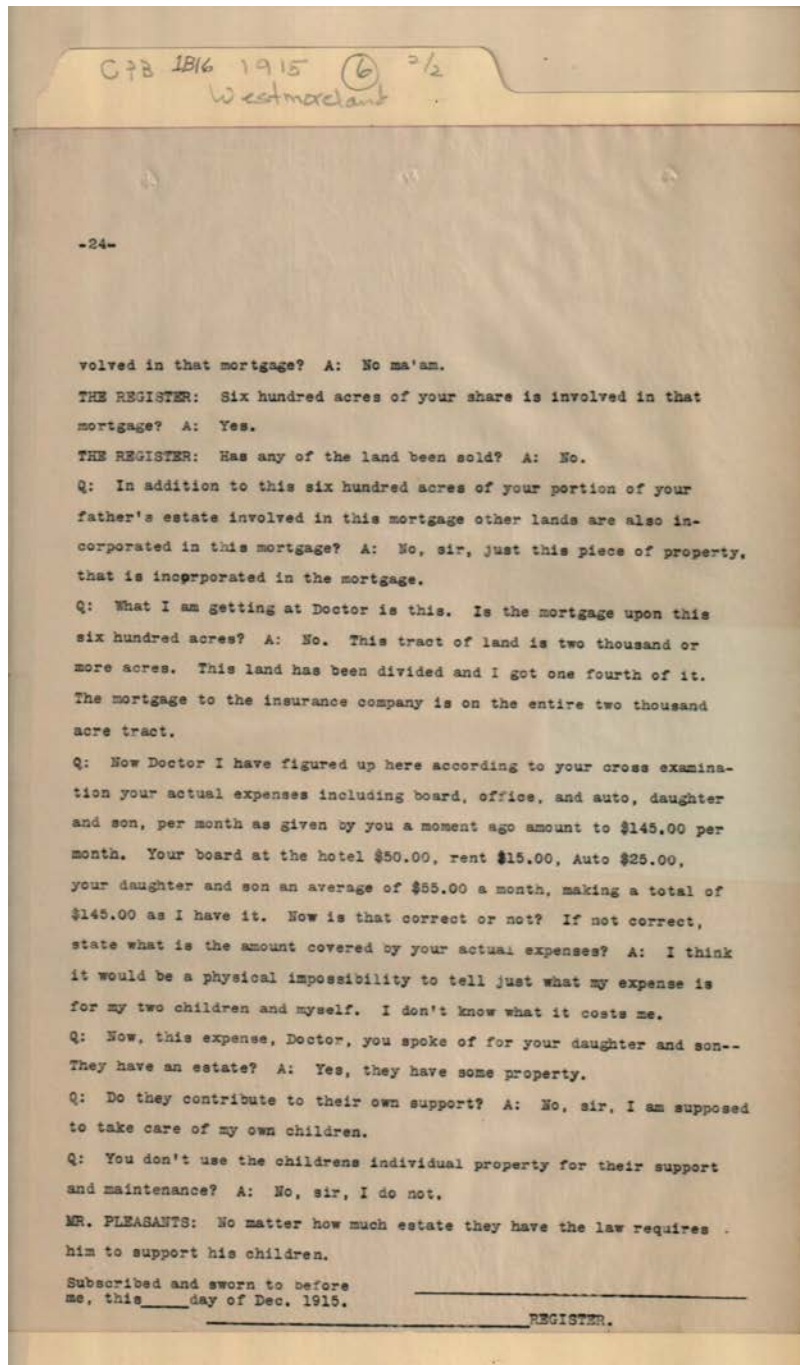 C7B 1B16 1915 6 2/2
Westmoreland
-24-
volved in that mortgage? A: No ma'am.
THE REGISTER: Six hundred acres of your share is involved in that
mortgage? A: Yes.
THE REGISTER: Has any of the land been sold? A: No.
Q: In addition to this six hundred acres of your portion of your
father's estate involved in this mortgage other lands are also in-
corporated in this mortgage? A: No, sir, just this piece of property,
that is incprporated in the mortgage.
Q: What I am getting at Doctor is this. Is the mortgage upon this
six hundred acres? A: No. This tract of land is two thousand or
more acres. This land has been divided and I got one fourth of it.
The mortgage to the insurance company is on the entire two thousand
acre tract.
Q: Now Doctor I have figured up here according to your cross examina-
tion your actual expenses including board, office, and auto, daughter
and son, per month as given by you a moment ago amount to $145.00 per
month. Your board at the hotel $50.00, rent $15.00, Auto $25.00,
your daughter and son an average of $55.00 a month, making a total of
$145.00 as I have it. Now is that correct or not? If not correct,
state what is the amount covered by your actual expenses? A: I think
it would be a physical impossibility to tell just what my expense is
for my two children and myself. I don't know what it costs me.
Q: Now, this expense, Doctor, you spoke of for your daughter and son--
They have an estate? A: Yes, they have some property.
Q: Do they contribute to their own support? A: No, sir, I am supposed
to take care of my own children.
Q: You don't use the childrens individual property for their support
and maintenance? A: No, sir, I do not.
MR. PLEASANTS: No matter how much estate they have the law requires .
him to support his children.
Subscribed and sworn to before
me, this____day of Dec. 1915.
REGISTER.